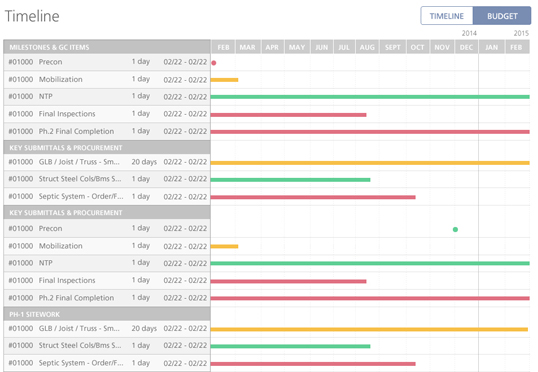 Timeline
TIMELINE BUDGET
2014 2015
MILESTONES & GC ITEMS FEB MAR APR MAY JUN JUL AUG SEPT OCT NOV DEC JAN FEB
#01000 Precon 1 day 02/22 - 02/22
#01000 Mobilization 1 day 02/22 - 02/22
#01000 NTP 1 day 02/22 - 02/22
#01000 Final Inspections 1 day 02/22 - 02/22
#01000 Ph.2 Final Completion 1 day 02/22 - 02/22
KEY SUBMITTALS & PROCUREMENT
#01000 GLB / Joist / Truss - Sm... 20 days 02/22 - 02/22
#01000 Struct Steel Cols/Bms S... 1 day 02/22 - 02/22
#01000 Septic System - Order/F... 1 day 02/22 - 02/22
KEY SUBMITTALS & PROCUREMENT
#01000 Precon 1 day 02/22 - 02/22
#01000 Mobilization 1 day 02/22 - 02/22
#01000 NTP 1 day 02/22 - 02/22
#01000 Final Inspections 1 day 02/22 - 02/22
#01000 Ph.2 Final Completion 1 day 02/22 - 02/22
PH-1 SITEWORK
#01000 GLB / Joist / Truss - Sm... 20 days 02/22 - 02/22
#01000 Struct Steel Cols/Bms S... 1 day 02/22 - 02/22
#01000 Septic System - Order/F... 1 day 02/22 - 02/22